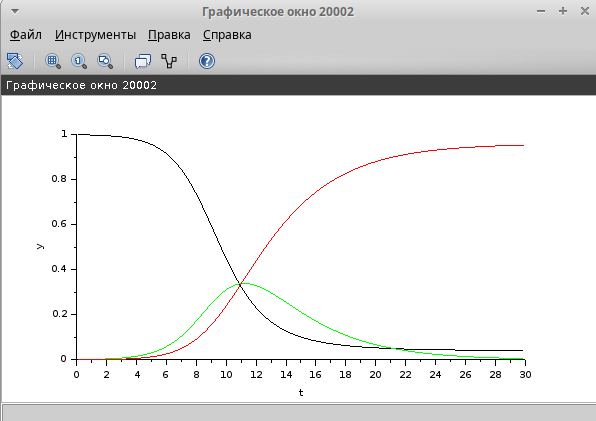 Графическое окно 20002
Файл Инструменты Правка Справка
Графическое окно 20002
1
0.8
0.6
0.4
0.2
0
y
0 2 4 6 8 10 12 14 16 18 20 22 24 26 28 30
t